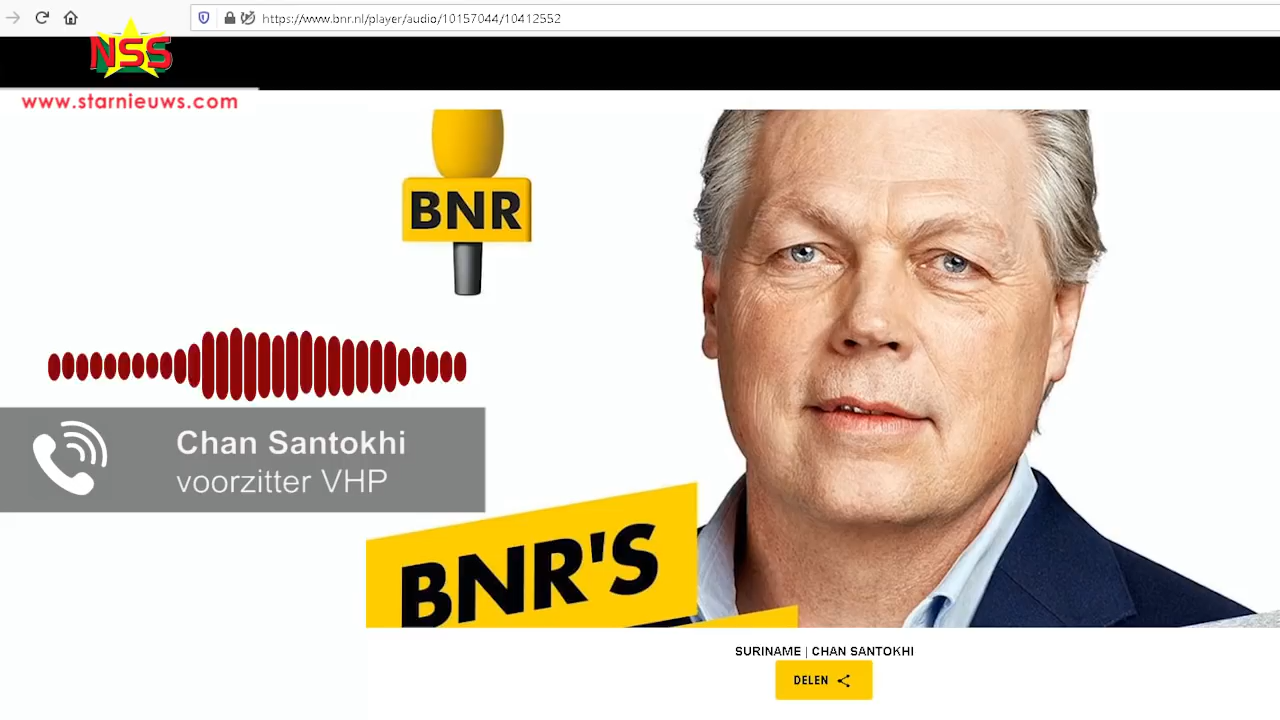 https://www.bnr.nl/player/audio/10157044/10412552
NSS
www.starnieuws.com
BNR
Chan Santokhi
voorzitter VHP
BNR'S
SURINAME | CHAN SANTOKHI
DELEN